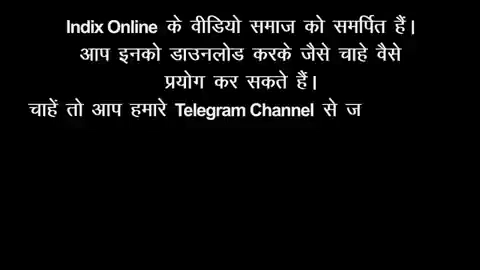 Indix Online के वीडियो समाज को समर्पित हैं।
आप इनको डाउनलोड करके जैसे चाहे वैसे
प्रयोग कर सकते हैं।
चाहें तो आप हमारे Telegram Channel से ज